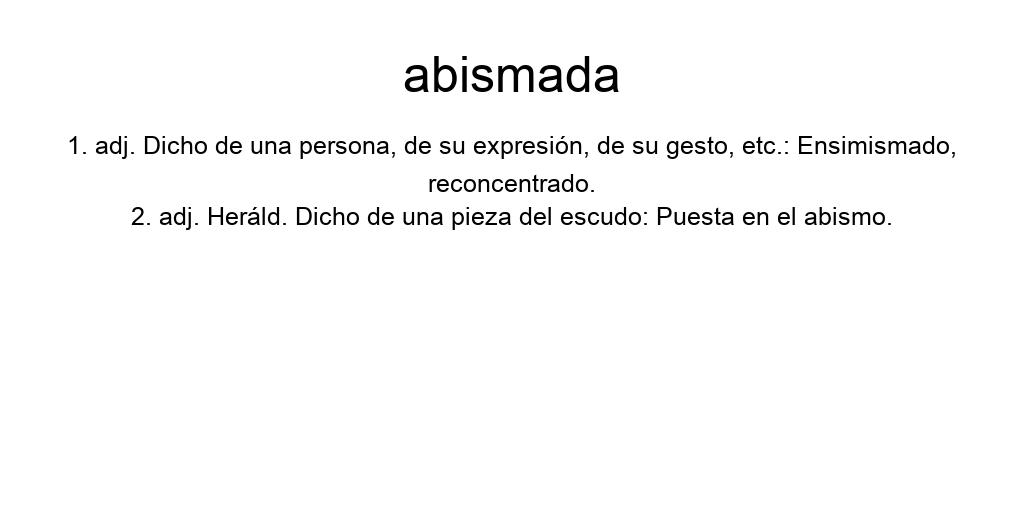 abismada
1. adj. Dicho de una persona, de su expresión, de su gesto, etc.: Ensimismado,
reconcentrado.
2. adj. Heráld. Dicho de una pieza del escudo: Puesta en el abismo.